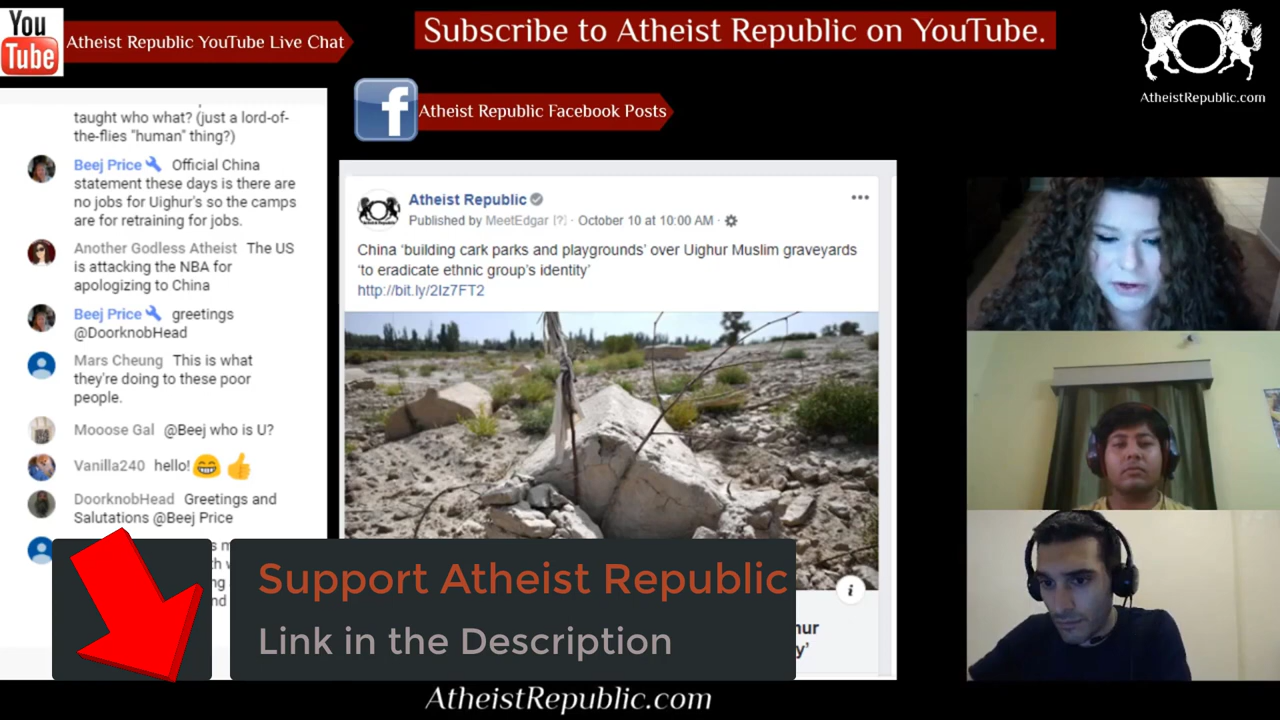 You
Tube
Atheist Republic YouTube Live Chat
Subscribe to Atheist Republic on YouTube.
AtheistRepublic.com
f
Atheist Republic Facebook Posts
taught who what? (just a lord-of-
the-flies "human" thing?)
Beej Price Official China
statement these days is there are
no jobs for Uighur's so the camps
are for retraining for jobs.
Another Godless Atheist The US
is attacking the NBA for
apologizing to China
Beej Price greetings
@DoorknobHead
Mars Cheung This is what
they're doing to these poor
people.
Mooose Gal @Beej who is U?
Vanilla240 hello! 😁 👍
DoorknobHead Greetings and
Salutations @Beej Price
Atheist Republic
Published by MeetEdgar [?] · October 10 at 10:00 AM ·
China ‘building cark parks and playgrounds’ over Uighur Muslim graveyards
‘to eradicate ethnic group’s identity’
http://bit.ly/2Iz7FT2
i
Support Atheist Republic
Link in the Description
AtheistRepublic.com